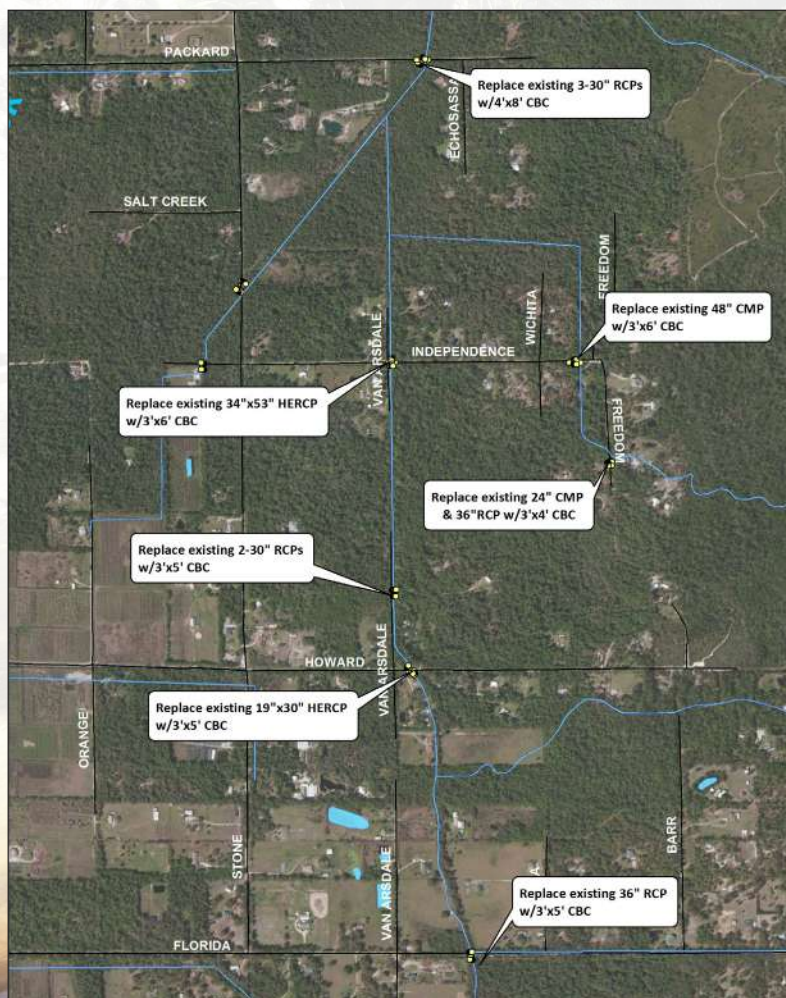 PACKARD
Replace existing 3-30" RCPs
w/4'x8' CBC
ECHOSASSA
SALT CREEK
FREEDOM
Replace existing 48" CMP
w/3'x6' CBC
WICHITA
VAN ARSDALE
INDEPENDENCE
Replace existing 34"x53" HERCP
w/3'x6' CBC
FREEDOM
Replace existing 24" CMP
& 36"RCP w/3'x4' CBC
Replace existing 2-30" RCPs
w/3'x5' CBC
HOWARD
VAN ARSDALE
Replace existing 19"x30" HERCP
w/3'x5' CBC
ORANGE
STONE
VAN ARSDALE
BARR
Replace existing 36" RCP
w/3'x5' CBC
FLORIDA